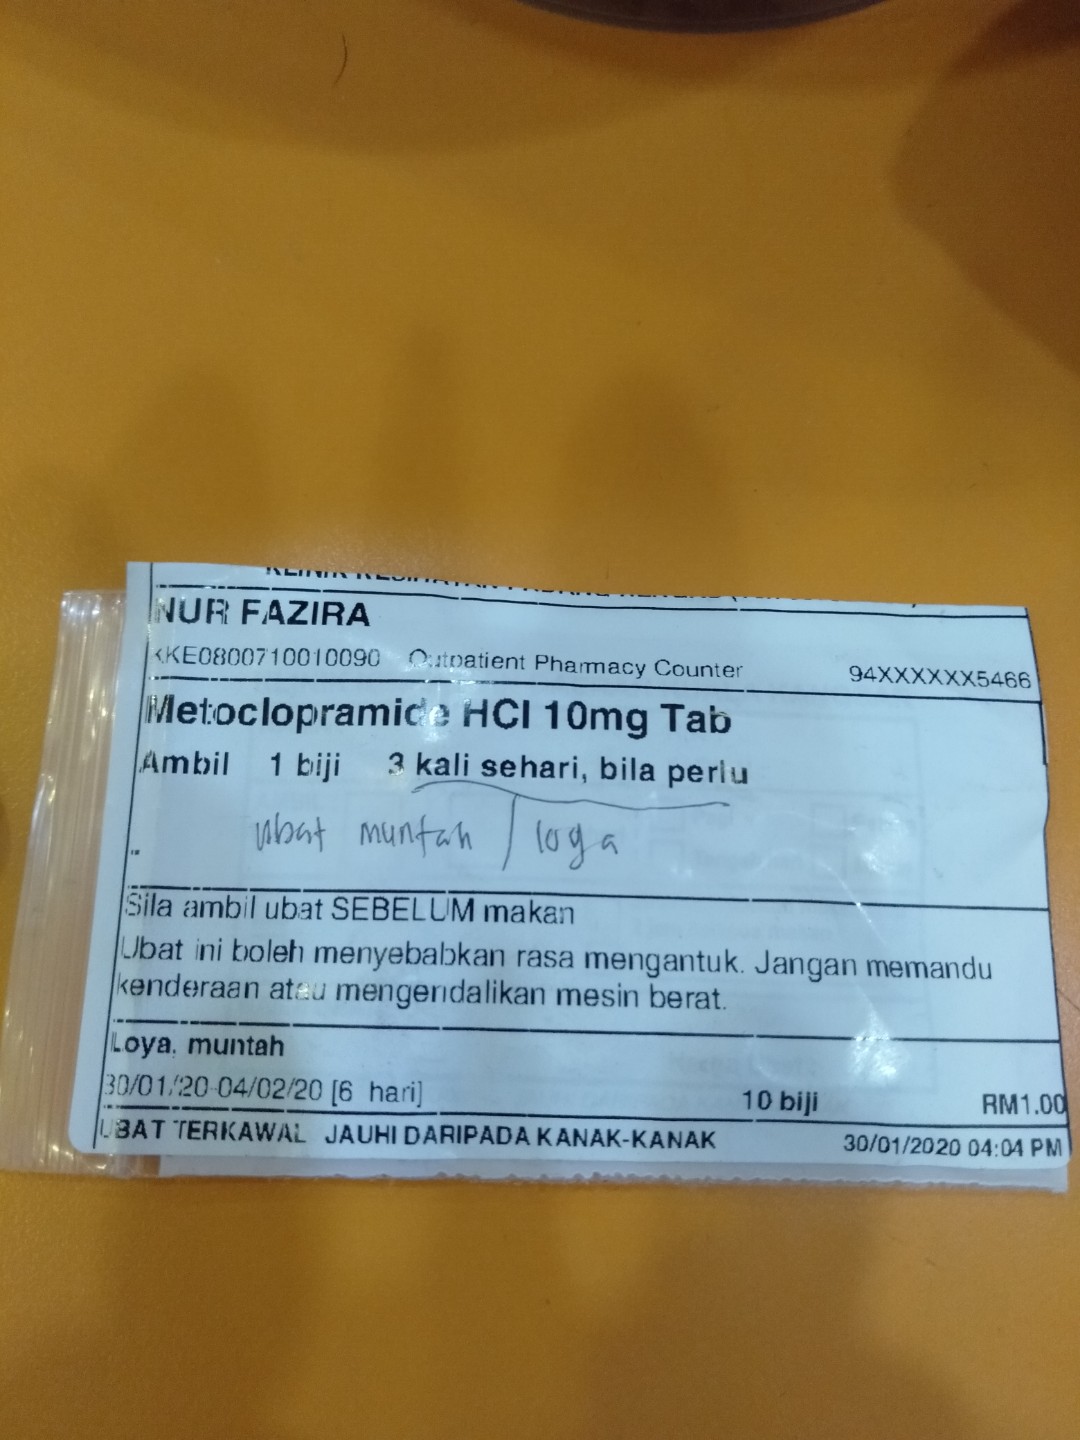 NUR FAZIRA
KKE0800710010090 Outpatient Pharmacy Counter 94XXXXXX5466
Metoclopramide HCl 10mg Tab
Ambil 1 biji 3 kali sehari, bila perlu
ubat muntah / loya
Sila ambil ubat SEBELUM makan
Ubat ini boleh menyebabkan rasa mengantuk. Jangan memandu
kenderaan atau mengendalikan mesin berat.
Loya, muntah
30/01/20-04/02/20 [6 hari] 10 biji RM1.00
UBAT TERKAWAL JAUHI DARIPADA KANAK-KANAK 30/01/2020 04:04 PM